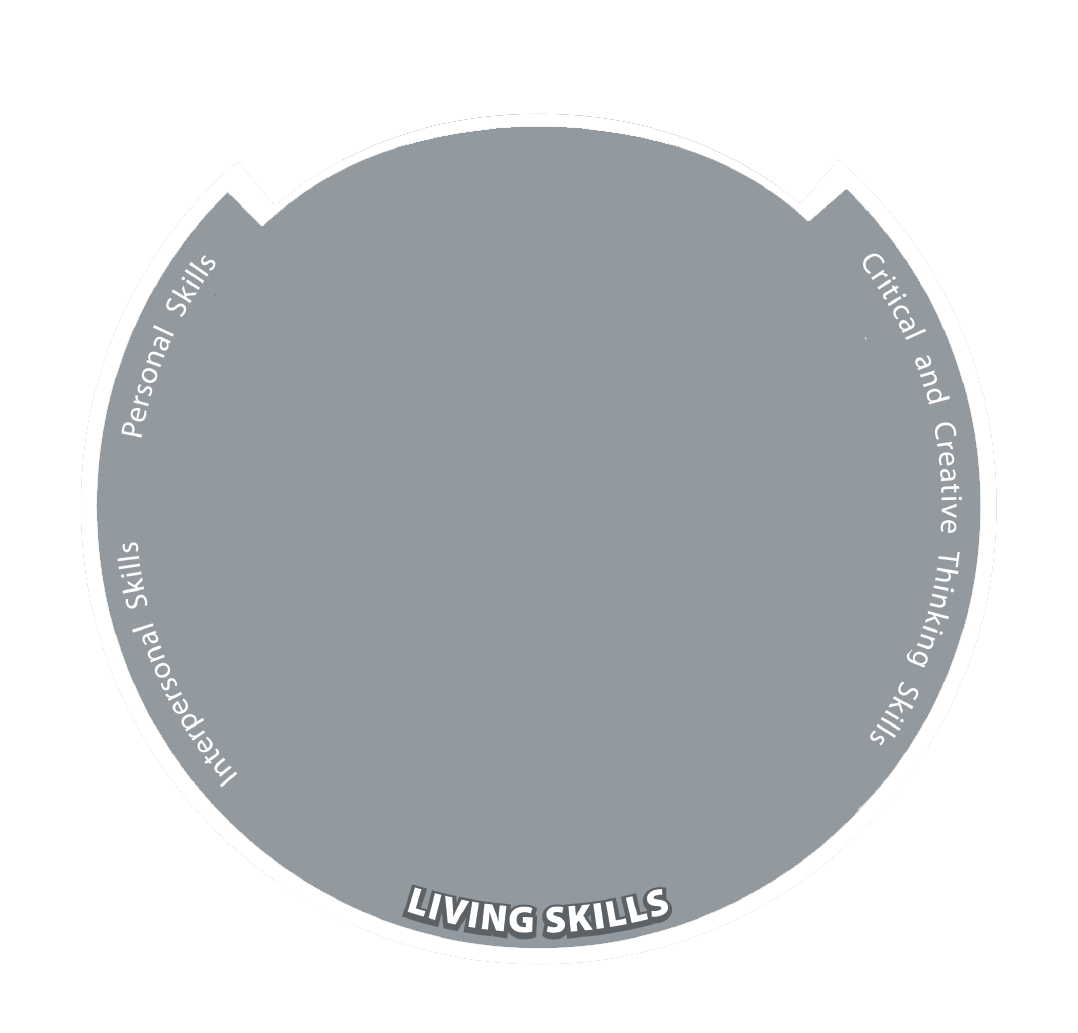 Personal Skills
Interpersonal Skills
Critical and Creative Thinking Skills
LIVING SKILLS